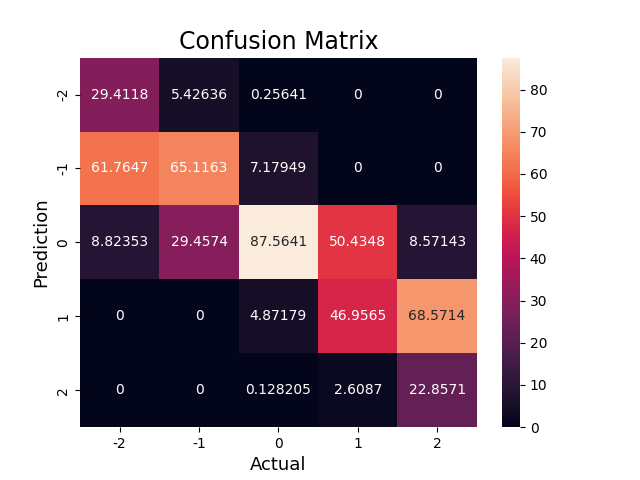 Confusion Matrix
-2 29.4118 5.42636 0.25641 0 0
-1 61.7647 65.1163 7.17949 0 0
0 8.82353 29.4574 87.5641 50.4348 8.57143
1 0 0 4.87179 46.9565 68.5714
2 0 0 0.128205 2.6087 22.8571
-2 -1 0 1 2
Prediction
Actual
80
70
60
50
40
30
20
10
0